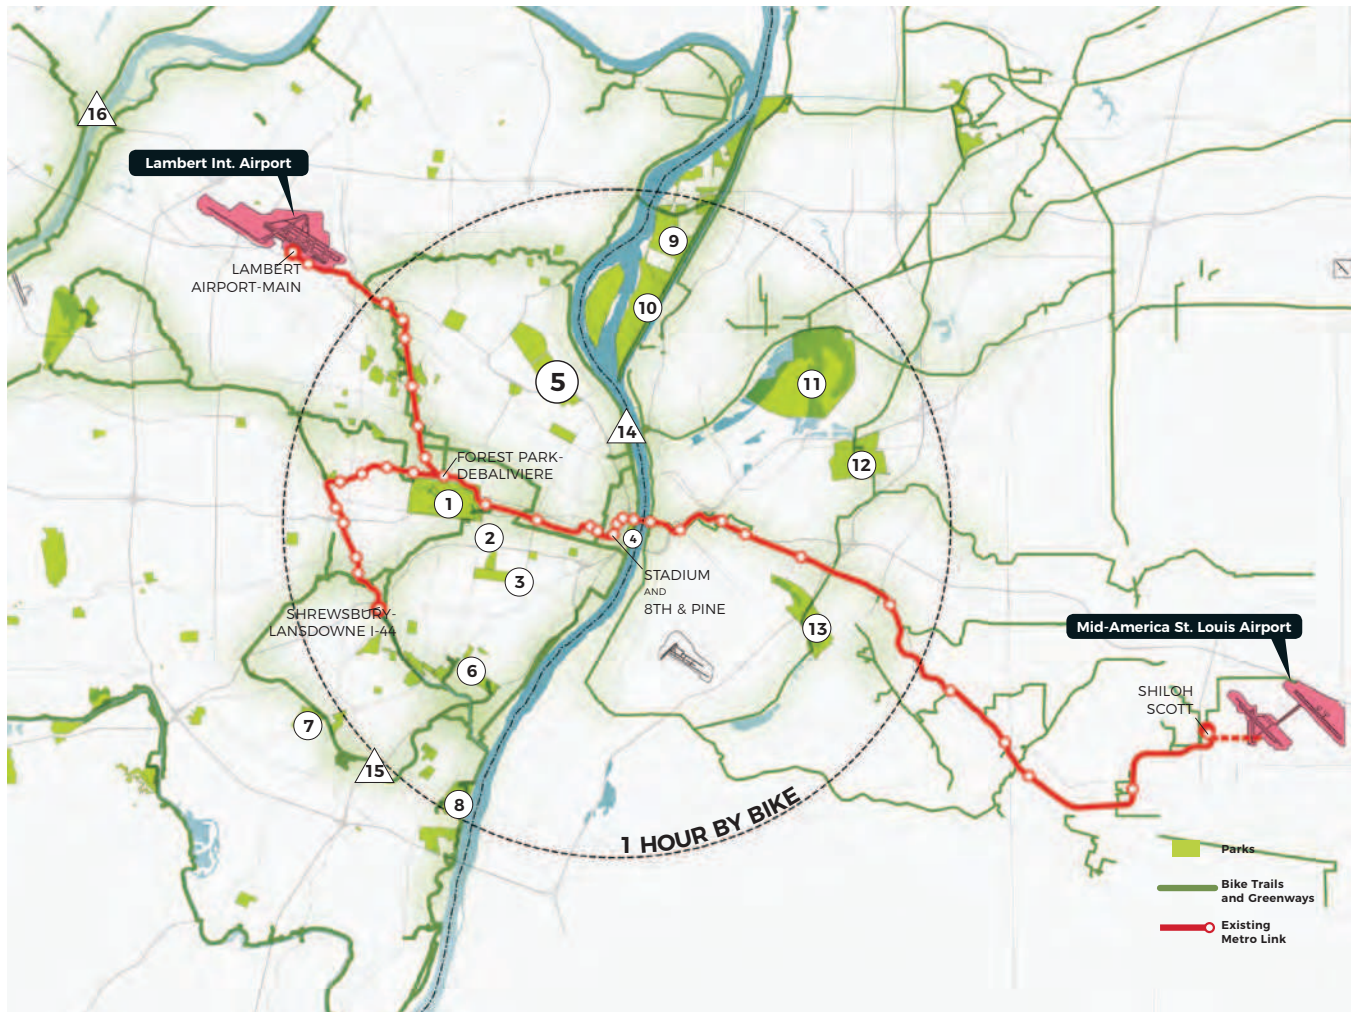 16
Lambert Int. Airport
LAMBERT
AIRPORT-MAIN
9
10
5
11
14
FOREST PARK-
DEBALIVIERE
12
1
2
4
3
STADIUM
AND
8TH & PINE
SHREWSBURY-
LANSDOWNE I-44
13
Mid-America St. Louis Airport
6
SHILOH
SCOTT
7
15
8
1 HOUR BY BIKE
Parks
Bike Trails
and Greenways
Existing
Metro Link